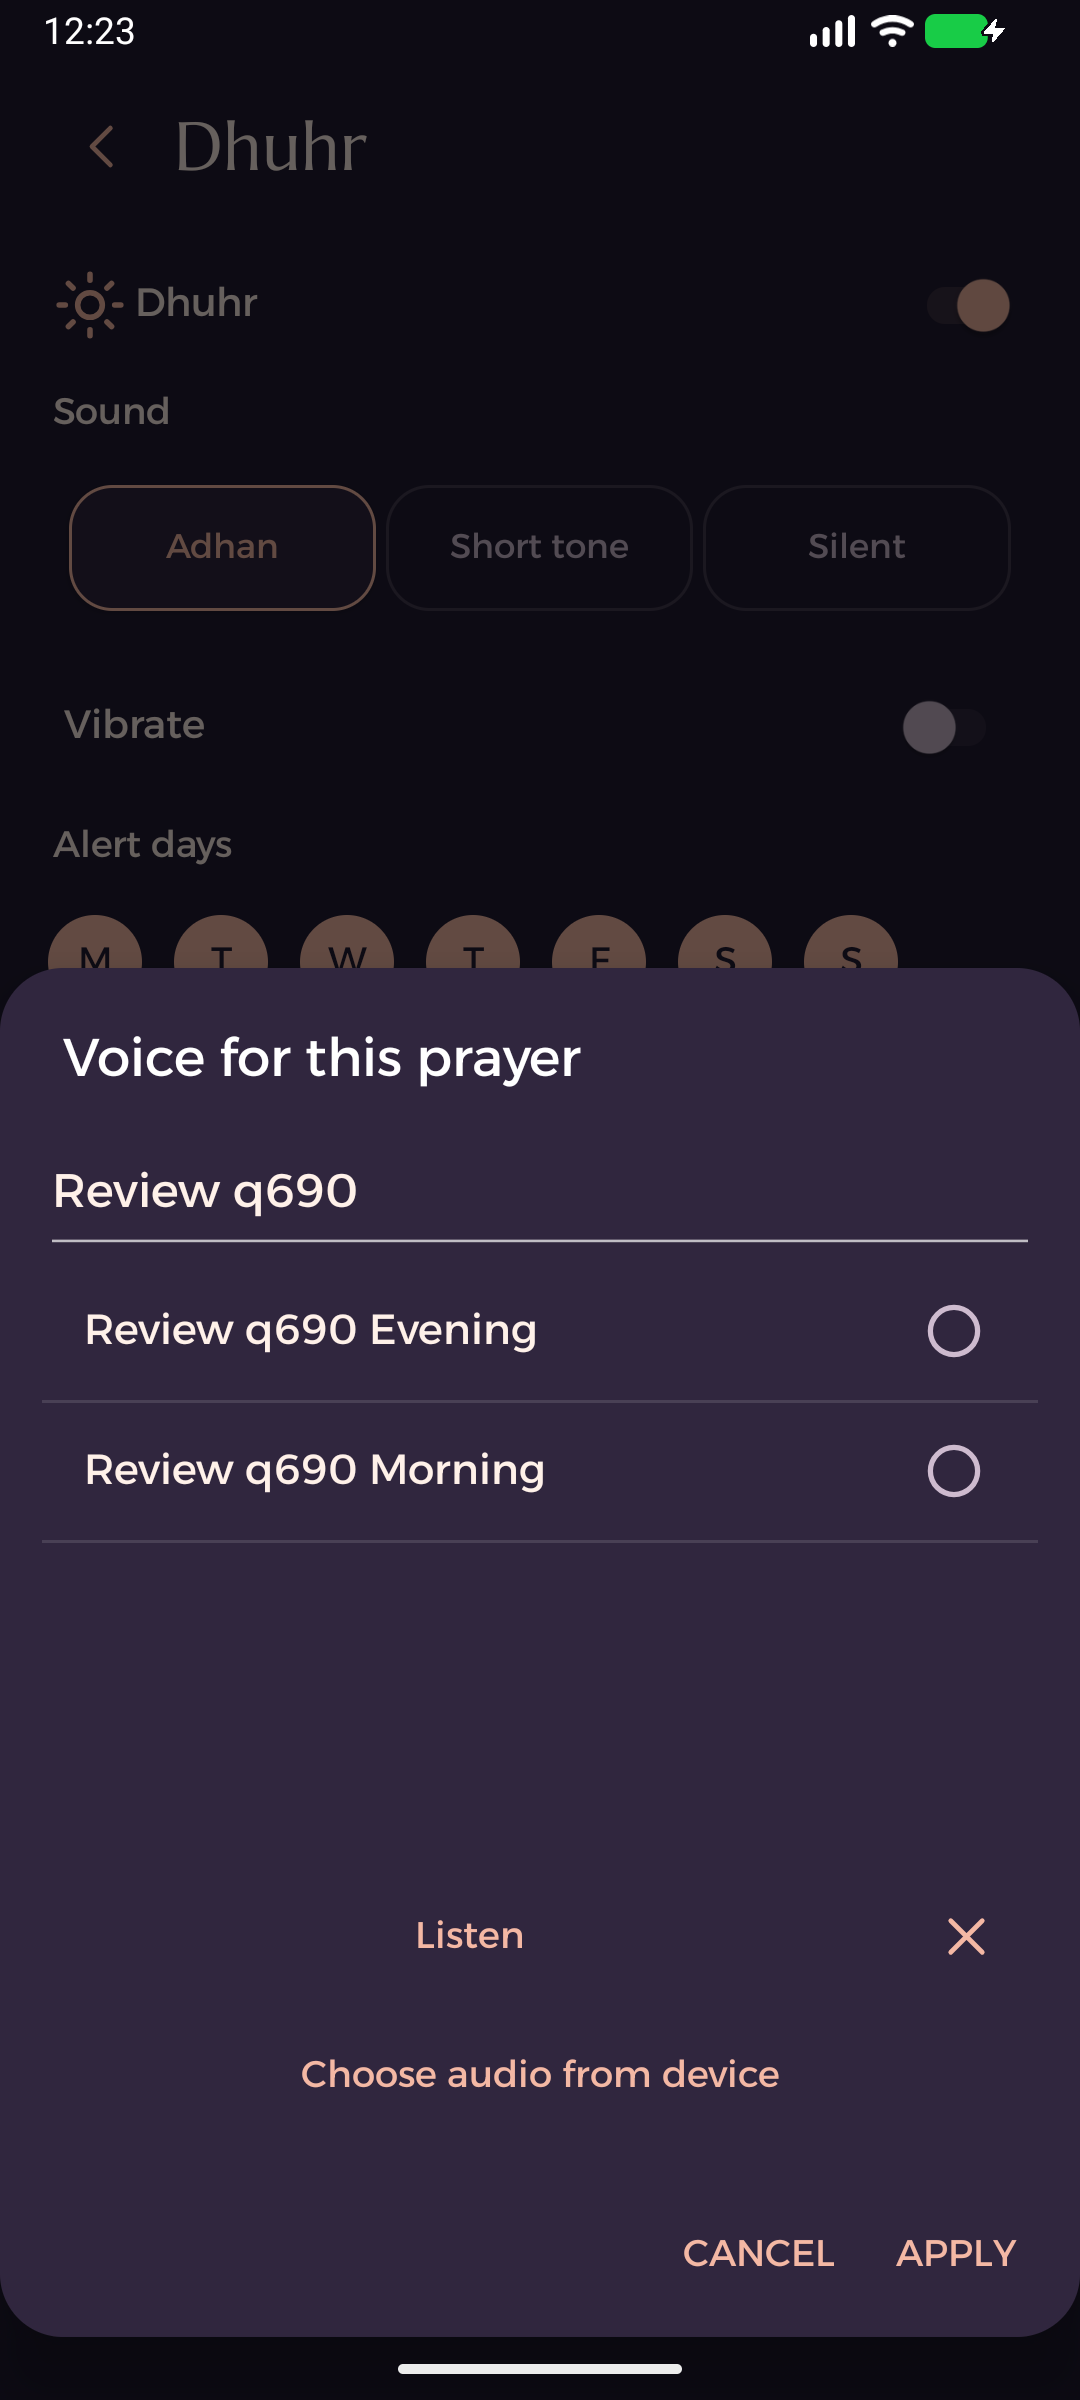 12:23
Dhuhr
Dhuhr
Sound
Adhan Short tone Silent
Vibrate
Alert days
M T W T F S S
Voice for this prayer
Review q690
Review q690 Evening
Review q690 Morning
Listen
Choose audio from device
CANCEL APPLY